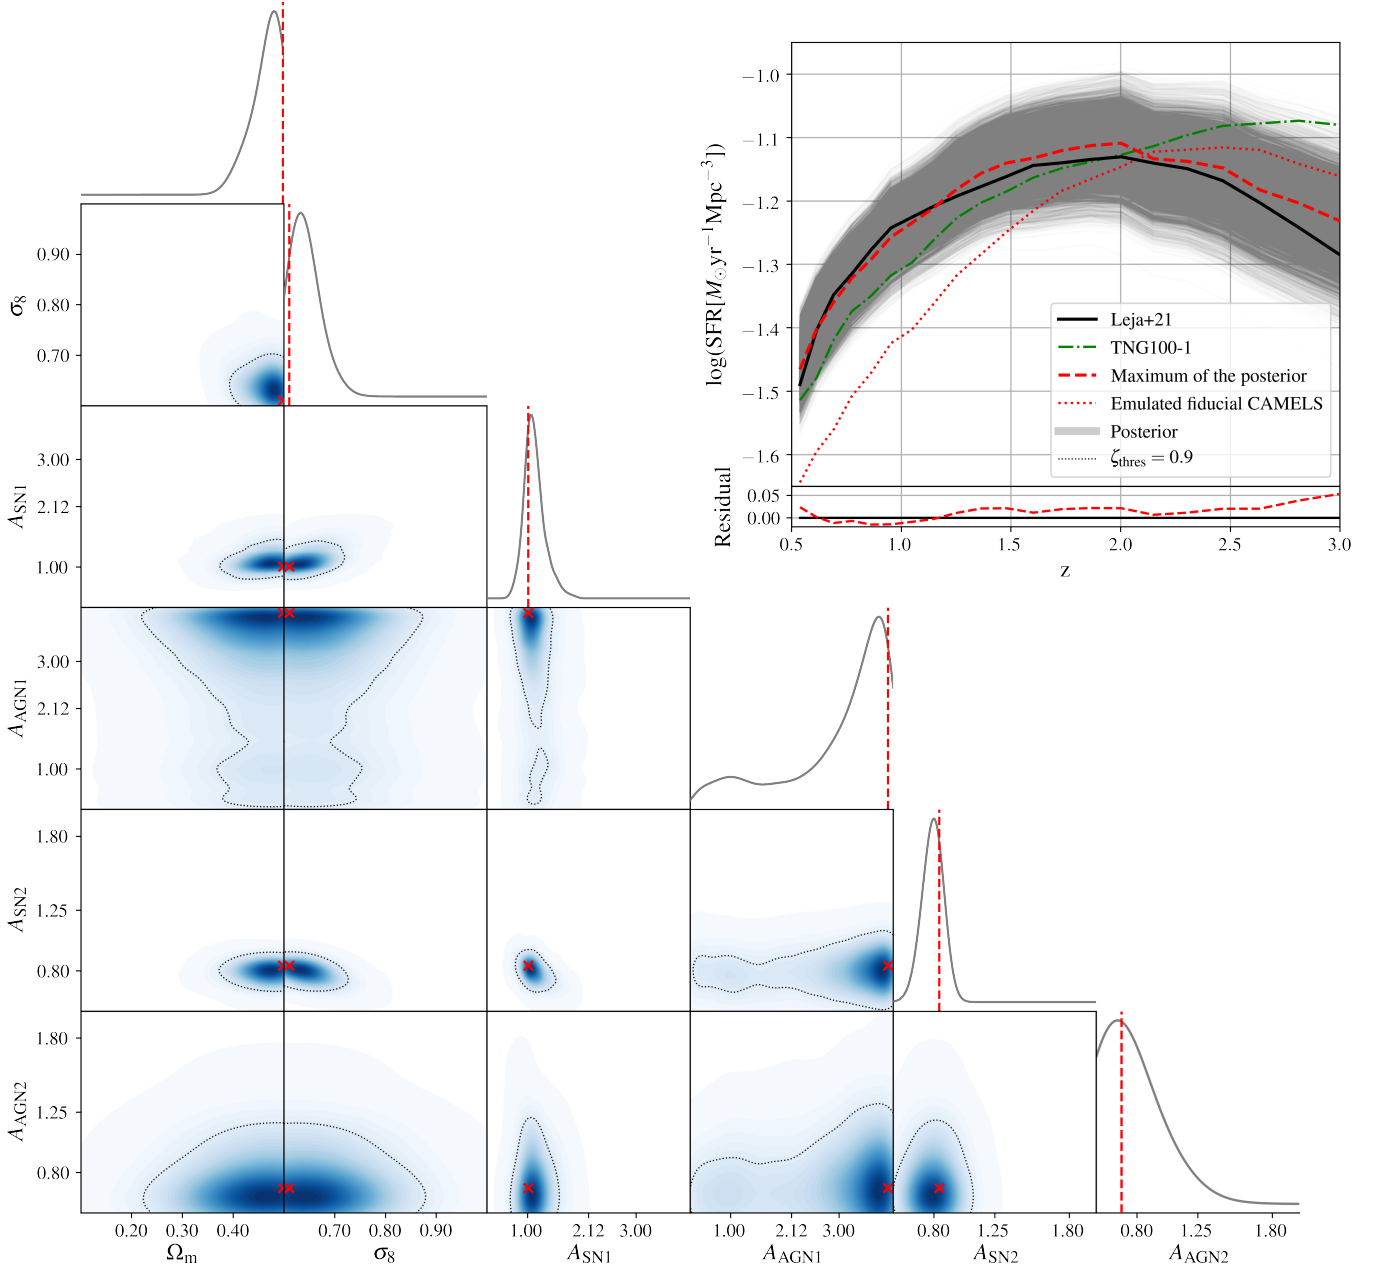 −1.0
−1.1
−1.2
−1.3
−1.4
−1.5
−1.6
log(SFR[M⊙yr−1Mpc−3])
Leja+21
TNG100-1
Maximum of the posterior
Emulated fiducial CAMELS
Posterior
ζthres = 0.9
Residual
0.05
0.00
0.5 1.0 1.5 2.0 2.5 3.0
z
σ8
0.90
0.80
0.70
ASN1
3.00
2.12
1.00
AAGN1
3.00
2.12
1.00
ASN2
1.80
1.25
0.80
AAGN2
1.80
1.25
0.80
0.20 0.30 0.40 0.70 0.80 0.90 1.00 2.12 3.00 1.00 2.12 3.00 0.80 1.25 1.80 0.80 1.25 1.80
Ωm σ8 ASN1 AAGN1 ASN2 AAGN2